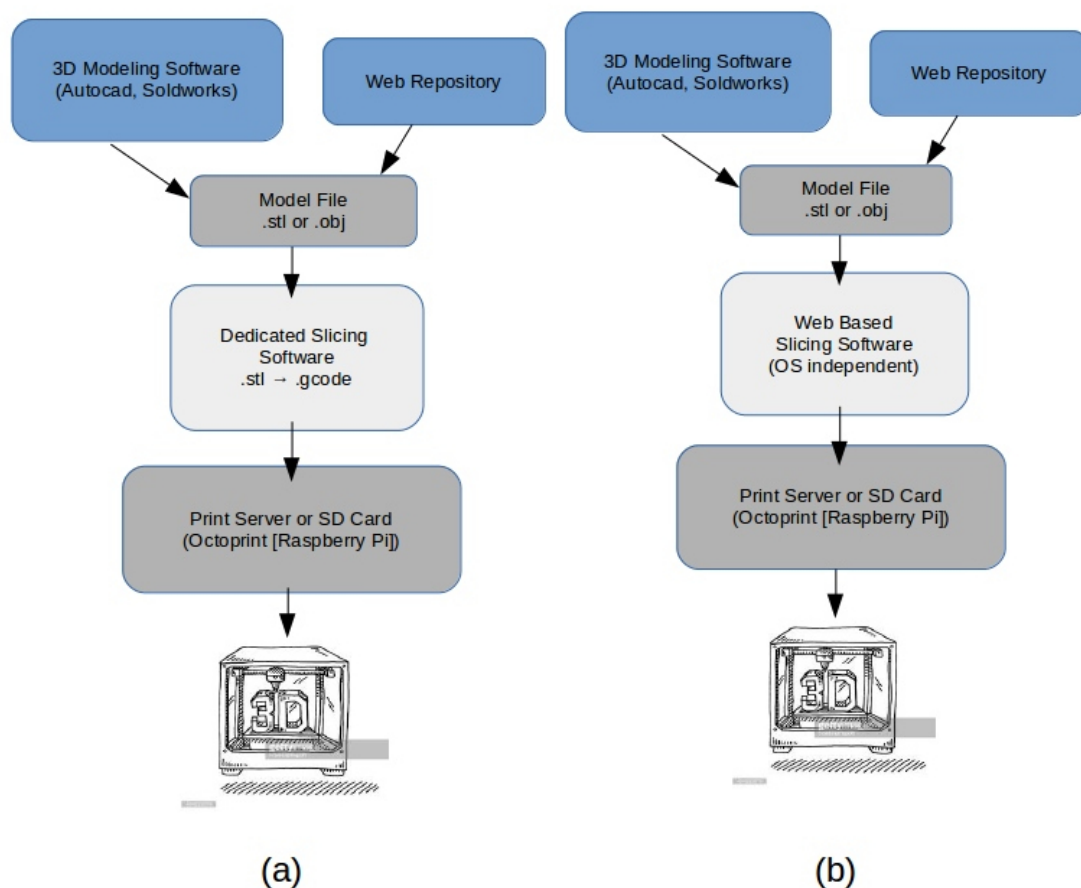 3D Modeling Software
(Autocad, Soldworks)
Web Repository
Model File
.stl or .obj
Dedicated Slicing
Software
.stl → .gcode
Print Server or SD Card
(Octoprint [Raspberry Pi])
3D
(a)
3D Modeling Software
(Autocad, Soldworks)
Web Repository
Model File
.stl or .obj
Web Based
Slicing Software
(OS independent)
Print Server or SD Card
(Octoprint [Raspberry Pi])
3D
(b)